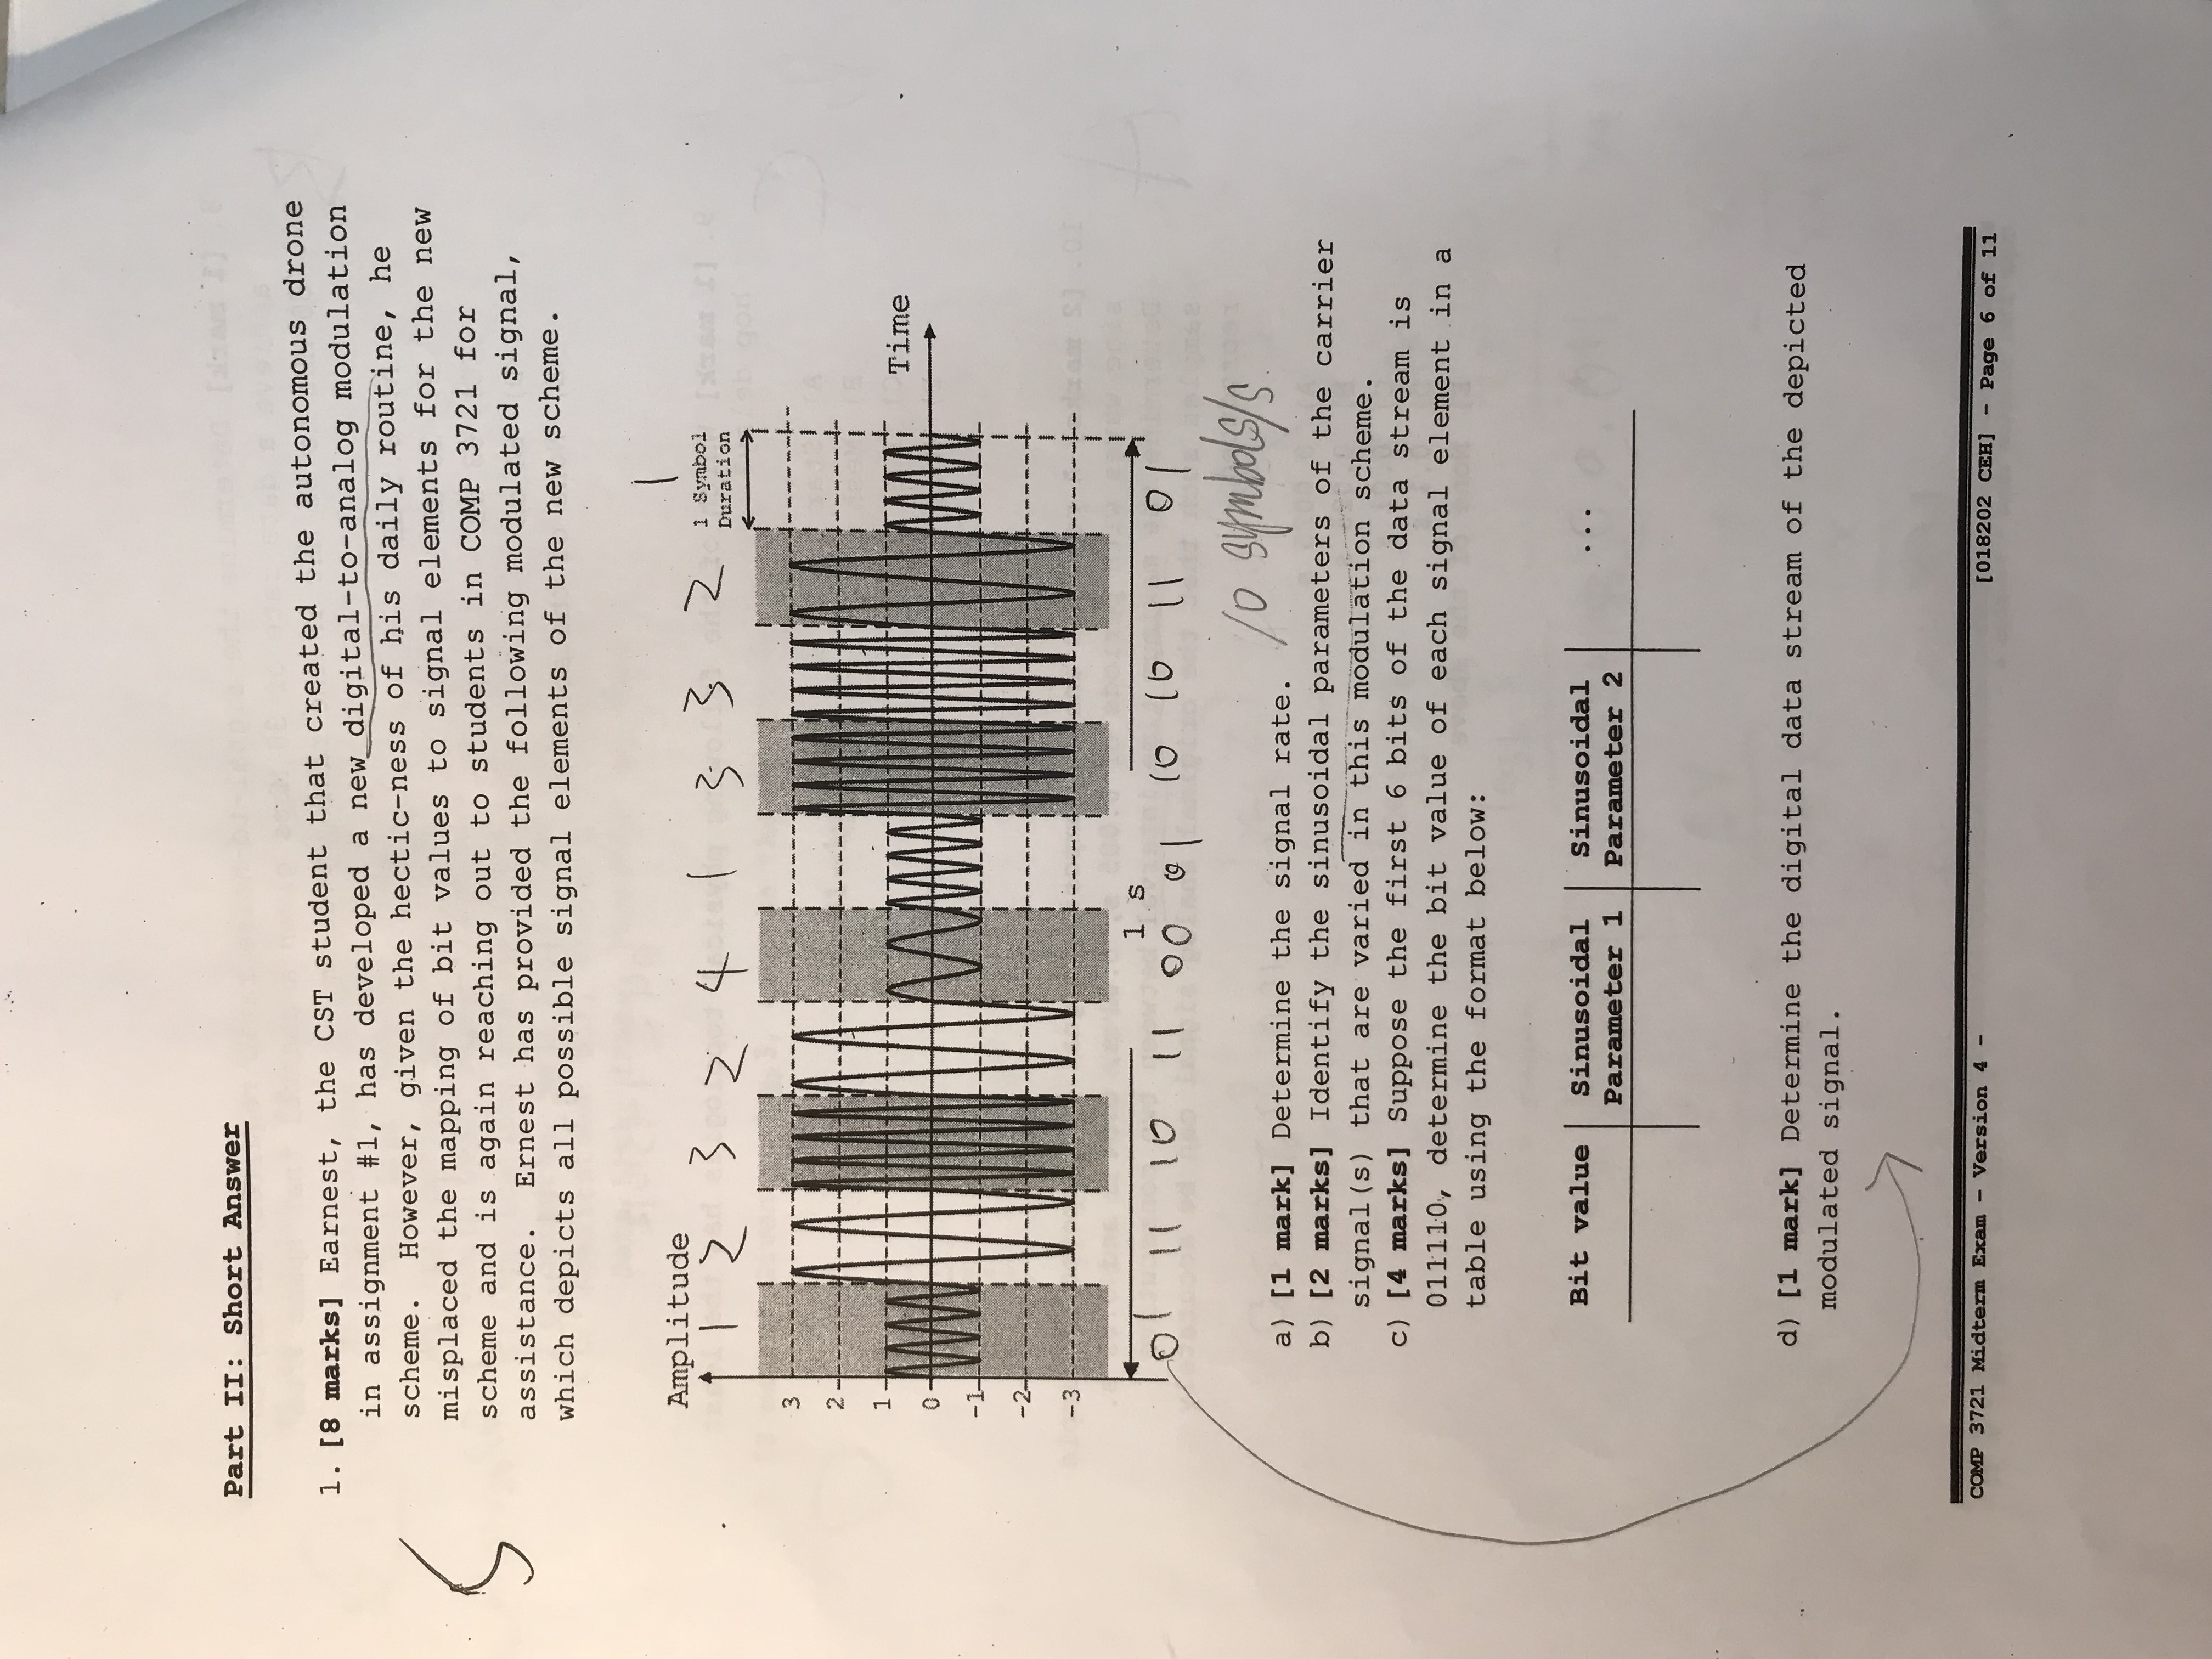 Part II: Short Answer
1. [8 marks] Earnest, the CST student that created the autonomous drone
in assignment #1, has developed a new digital-to-analog modulation
scheme. However, given the hectic-ness of his daily routine, he
misplaced the mapping of bit values to signal elements for the new
scheme and is again reaching out to students in COMP 3721 for
assistance. Ernest has provided the following modulated signal,
which depicts all possible signal elements of the new scheme.
1
Amplitude
1 2 3 2 4 1 3 3 2
1 Symbol
Duration
3
2
1
Time
0
-1
-2
-3
1 s
01 11 10 11 00 01 10 10 11 01
10 symbols/s
a) [1 mark] Determine the signal rate.
b) [2 marks] Identify the sinusoidal parameters of the carrier
signal(s) that are varied in this modulation scheme.
c) [4 marks] Suppose the first 6 bits of the data stream is
011110, determine the bit value of each signal element in a
table using the format below:
Bit value Sinusoidal Parameter 1 Sinusoidal Parameter 2 ...
d) [1 mark] Determine the digital data stream of the depicted
modulated signal.
COMP 3721 Midterm Exam - Version 4 -
[018202 CEH] - Page 6 of 11